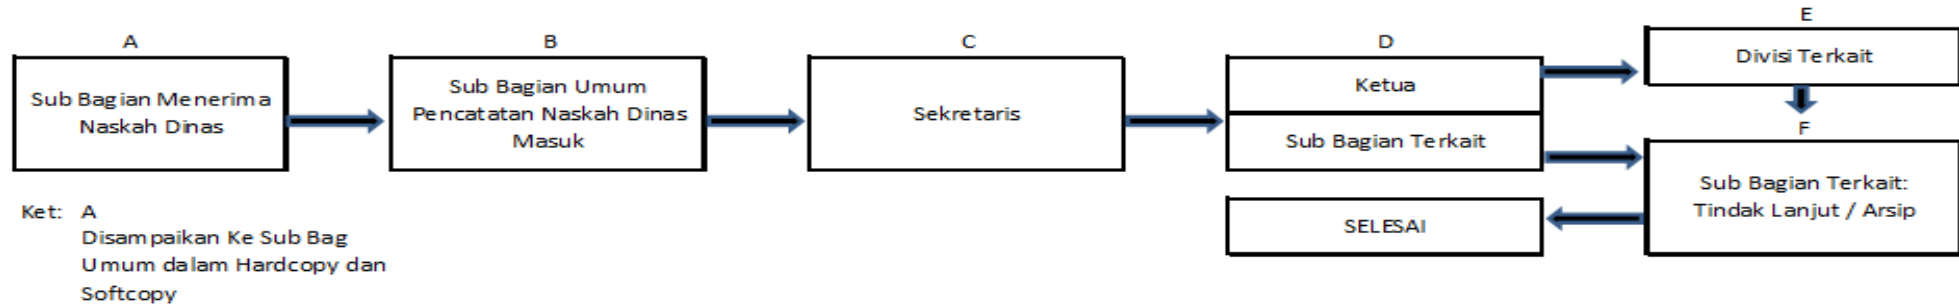 A
Sub Bagian Menerima
Naskah Dinas
B
Sub Bagian Umum
Pencatatan Naskah Dinas
Masuk
C
Sekretaris
D
Ketua
Sub Bagian Terkait
E
Divisi Terkait
F
Sub Bagian Terkait:
Tindak Lanjut / Arsip
SELESAI
Ket: A
Disampaikan Ke Sub Bag
Umum dalam Hardcopy dan
Softcopy